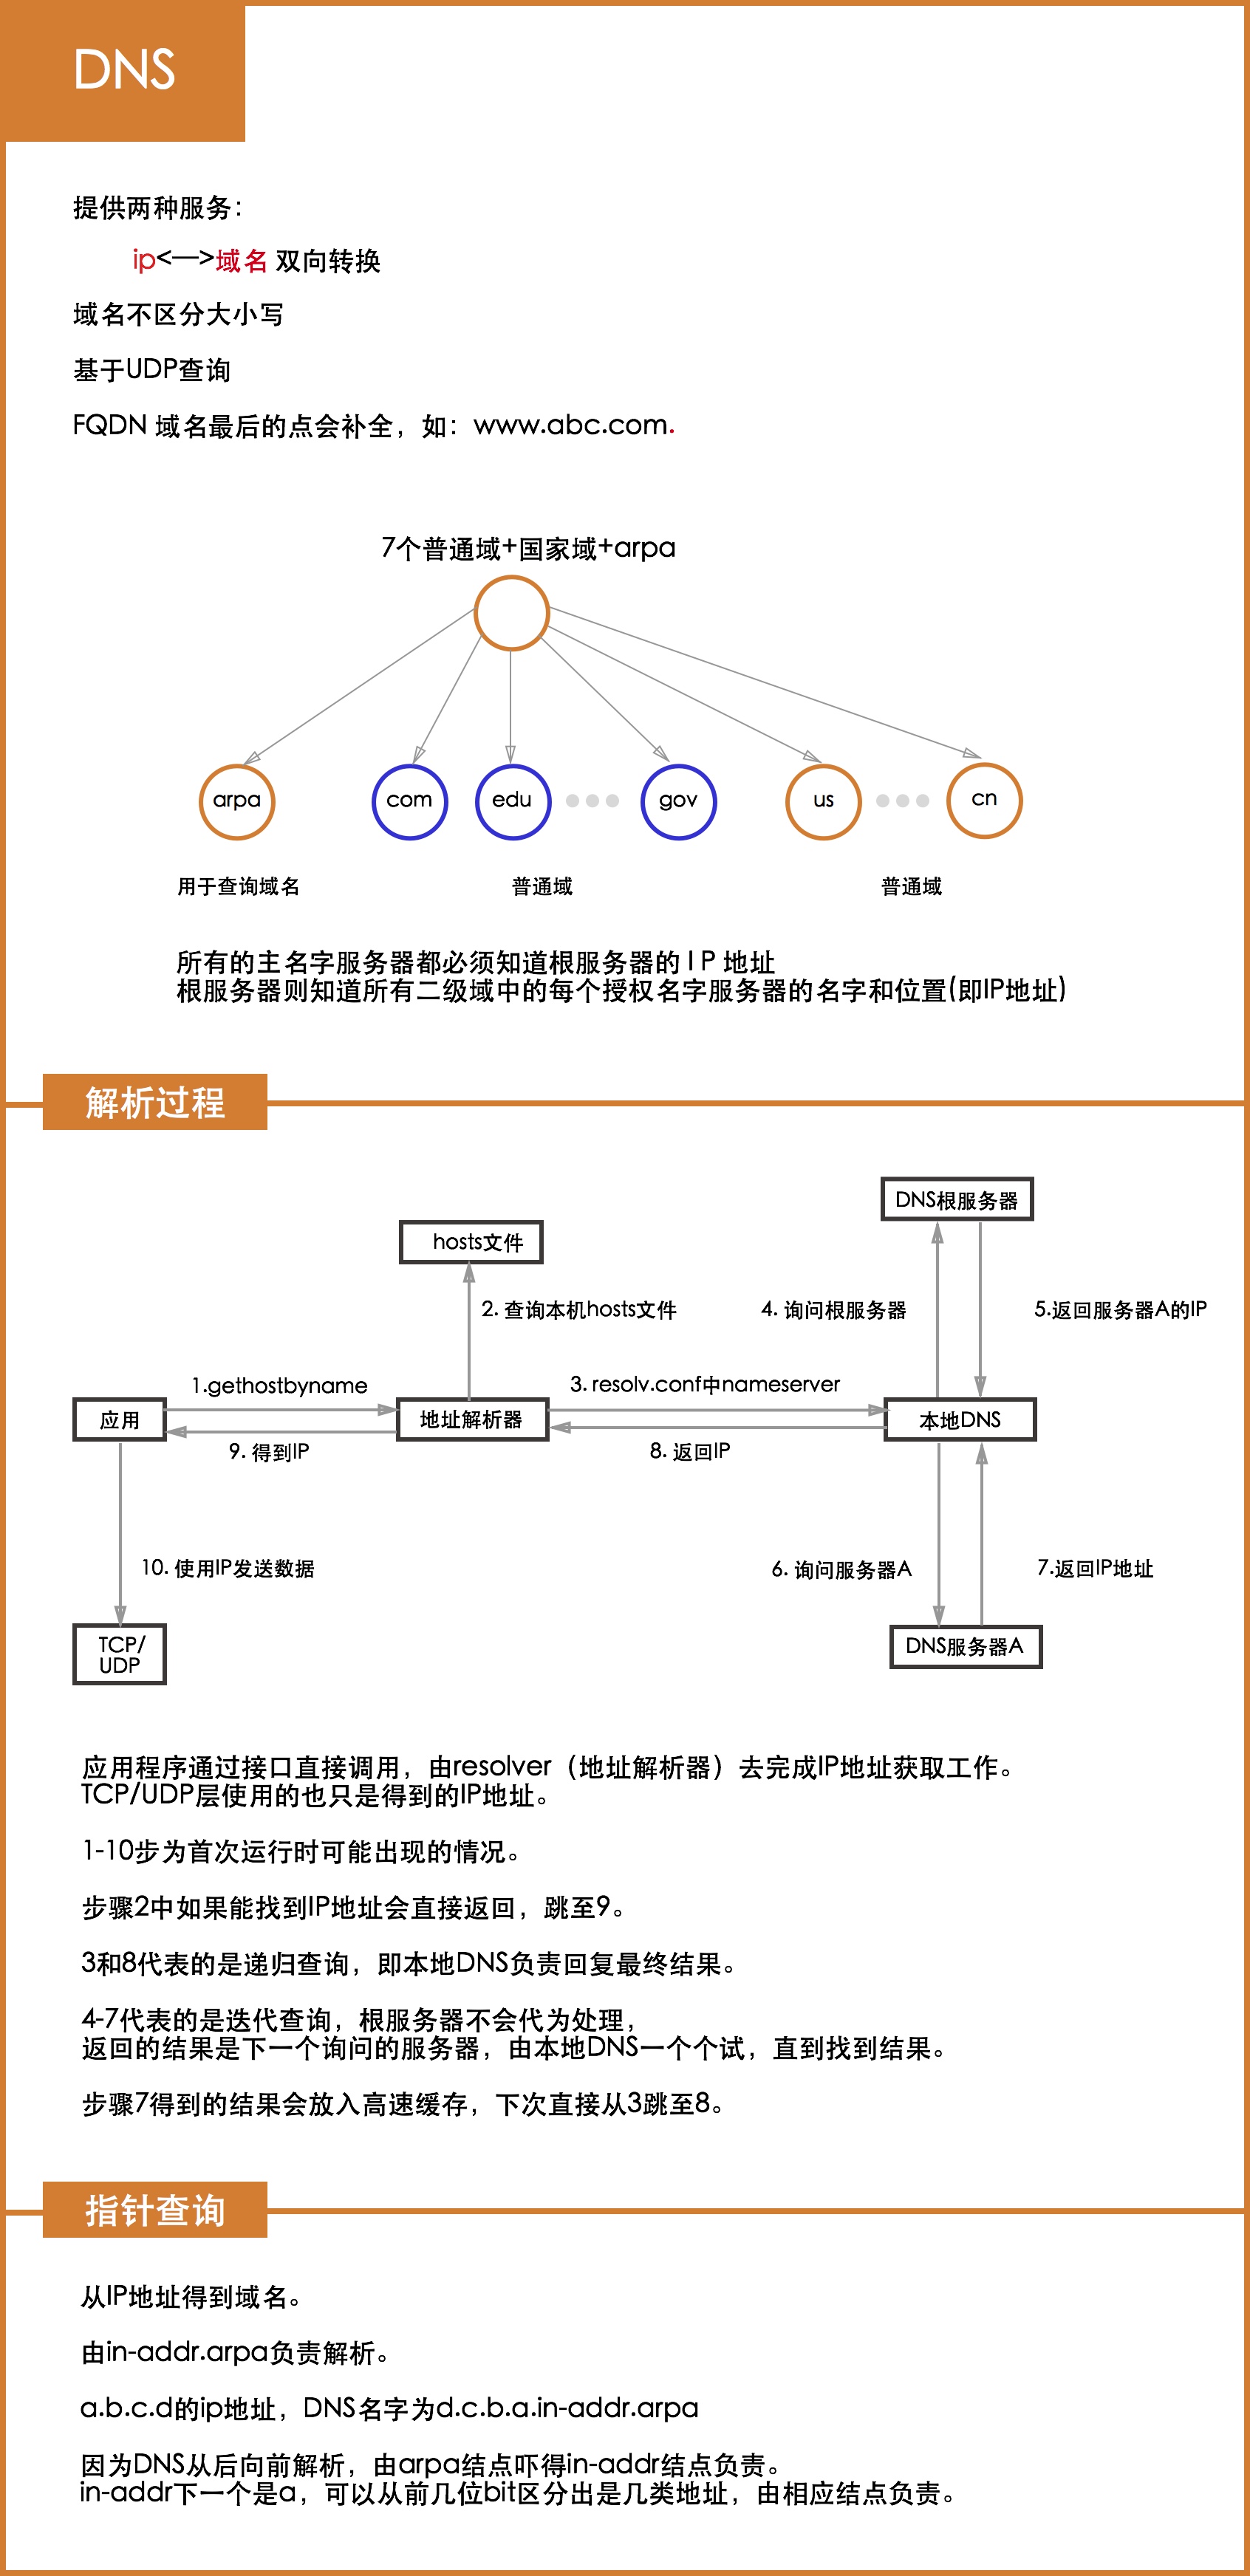 DNS
提供两种服务：
ip<—>域名 双向转换
域名不区分大小写
基于UDP查询
FQDN 域名最后的点会补全，如：www.abc.com.
7个普通域+国家域+arpa
arpa
com
edu
gov
us
cn
用于查询域名
普通域
普通域
所有的主名字服务器都必须知道根服务器的 I P 地址
根服务器则知道所有二级域中的每个授权名字服务器的名字和位置(即IP地址)
解析过程
DNS根服务器
hosts文件
2. 查询本机hosts文件
4. 询问根服务器
5.返回服务器A的IP
1.gethostbyname
3. resolv.conf中nameserver
应用
地址解析器
本地DNS
9. 得到IP
8. 返回IP
10. 使用IP发送数据
6. 询问服务器A
7.返回IP地址
TCP/
UDP
DNS服务器A
应用程序通过接口直接调用，由resolver（地址解析器）去完成IP地址获取工作。
TCP/UDP层使用的也只是得到的IP地址。
1-10步为首次运行时可能出现的情况。
步骤2中如果能找到IP地址会直接返回，跳至9。
3和8代表的是递归查询，即本地DNS负责回复最终结果。
4-7代表的是迭代查询，根服务器不会代为处理，
返回的结果是下一个询问的服务器，由本地DNS一个个试，直到找到结果。
步骤7得到的结果会放入高速缓存，下次直接从3跳至8。
指针查询
从IP地址得到域名。
由in-addr.arpa负责解析。
a.b.c.d的ip地址，DNS名字为d.c.b.a.in-addr.arpa
因为DNS从后向前解析，由arpa结点吓得in-addr结点负责。
in-addr下一个是a，可以从前几位bit区分出是几类地址，由相应结点负责。